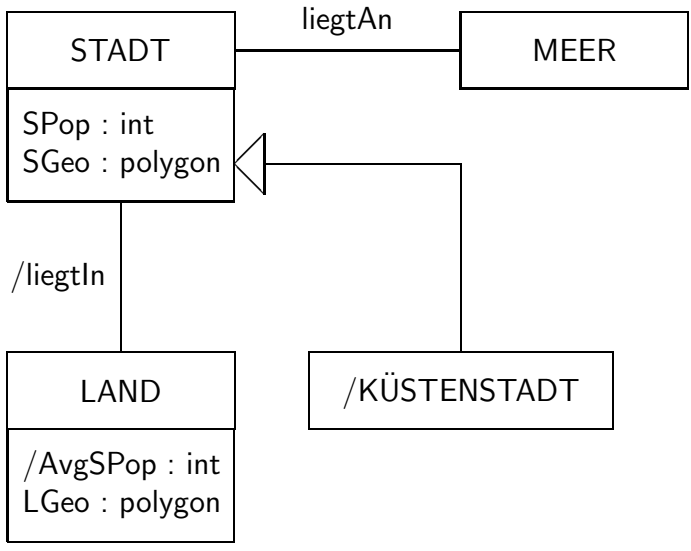 liegtAn
STADT
MEER
SPop : int
SGeo : polygon
/liegtIn
LAND
/KÜSTENSTADT
/AvgSPop : int
LGeo : polygon